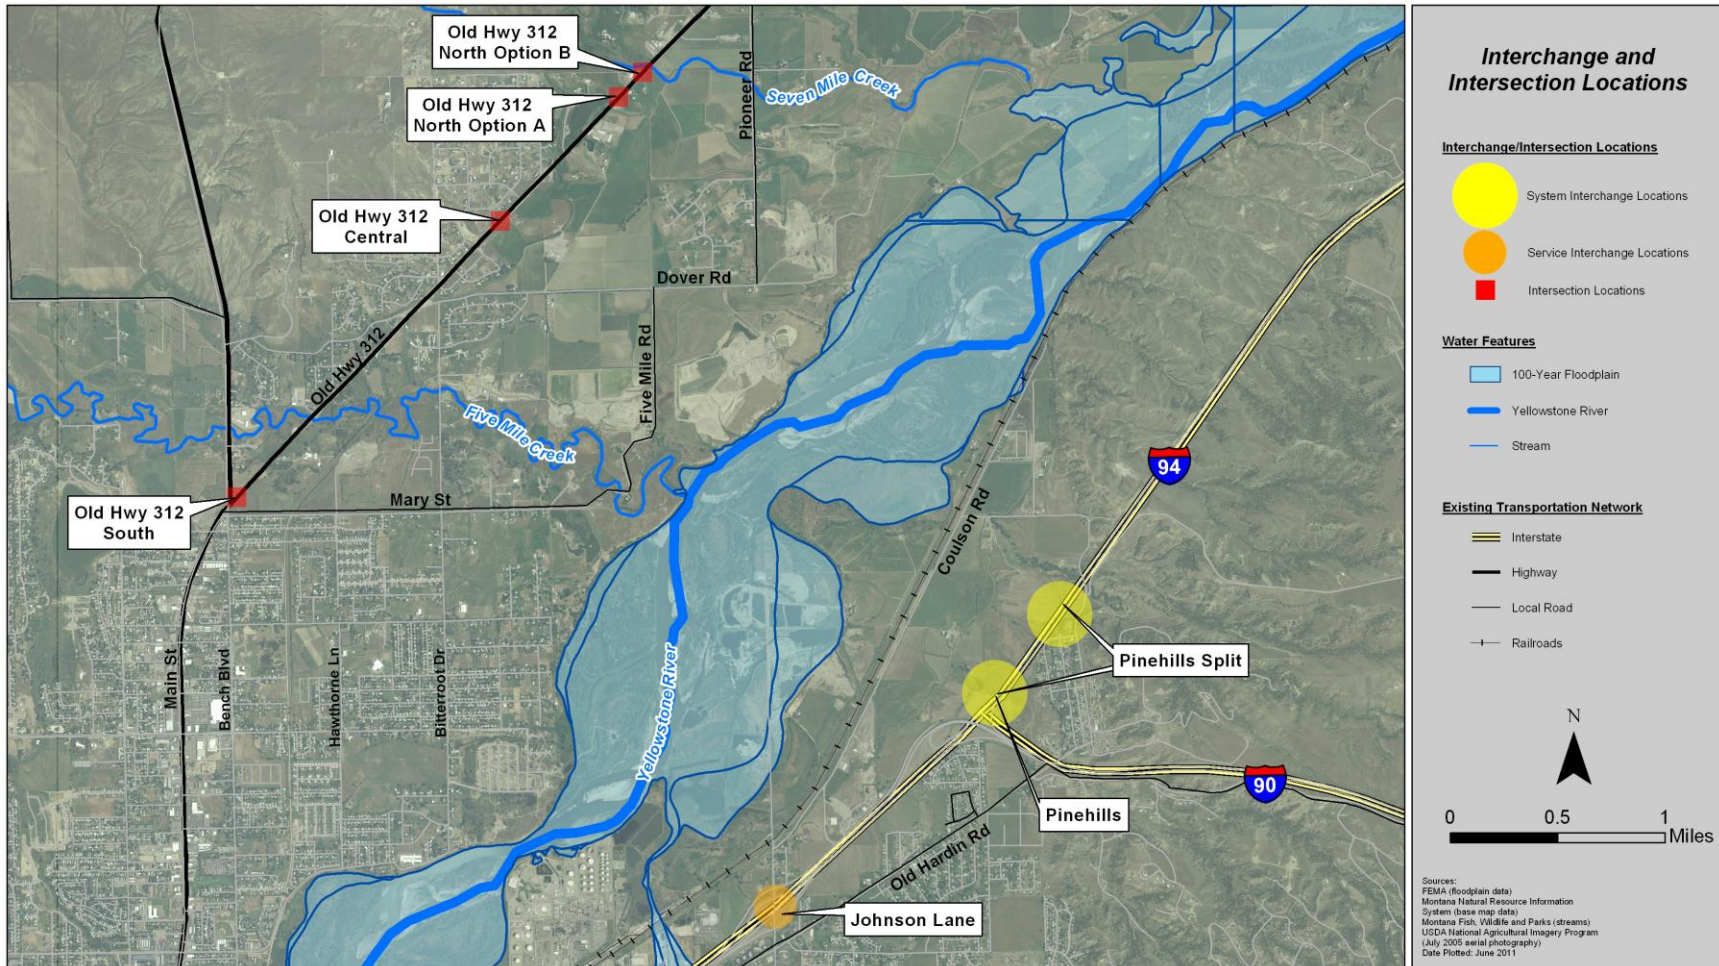 Old Hwy 312
North Option B
Old Hwy 312
North Option A
Pioneer Rd
Seven Mile Creek
Old Hwy 312
Central
Dover Rd
Old Hwy 312
Five Mile Rd
Five Mile Creek
94
Mary St
Old Hwy 312
South
Coulson Rd
Main St
Bench Blvd
Hawthorne Ln
Bitterroot Dr
Yellowstone River
Pinehills Split
90
Pinehills
Old Hardin Rd
Johnson Lane
Interchange and
Intersection Locations
Interchange/Intersection Locations
System Interchange Locations
Service Interchange Locations
Intersection Locations
Water Features
100-Year Floodplain
Yellowstone River
Stream
Existing Transportation Network
Interstate
Highway
Local Road
Railroads
N
0 0.5 1
Miles
Sources:
FEMA (floodplain data)
Montana Natural Resource Information
System (base map data)
Montana Fish, Wildlife and Parks (streams)
USDA National Agricultural Imagery Program
(July 2005 aerial photography)
Date Plotted: June 2011